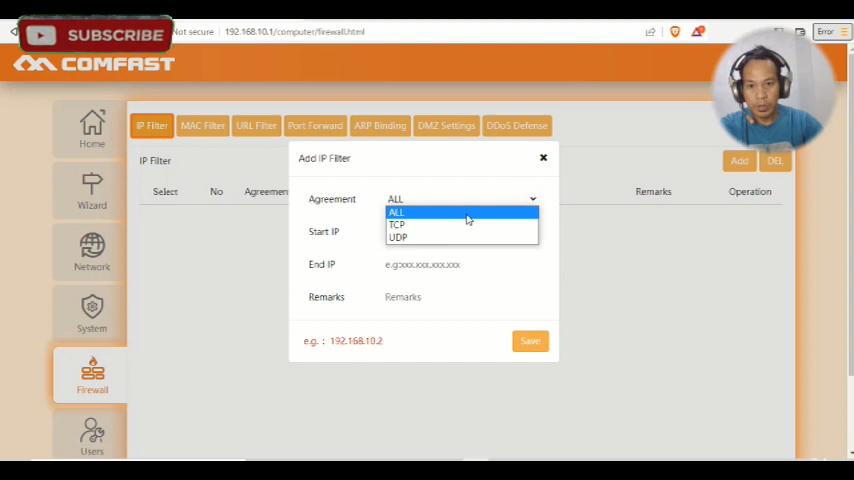 SUBSCRIBE
Not secure 192.168.10.1/computer/firewall.html
Error
COMFAST
IP Filter MAC Filter URL Filter Port Forward ARP Binding DMZ Settings DDoS Defense
Home
Wizard
Network
System
Firewall
Users
IP Filter
Add DEL
Select No Agreemen Remarks Operation
Add IP Filter
Agreement ALL
ALL
TCP
UDP
Start IP
End IP e.g:xxx.xxx.xxx.xxx
Remarks Remarks
e.g. : 192.168.10.2
Save